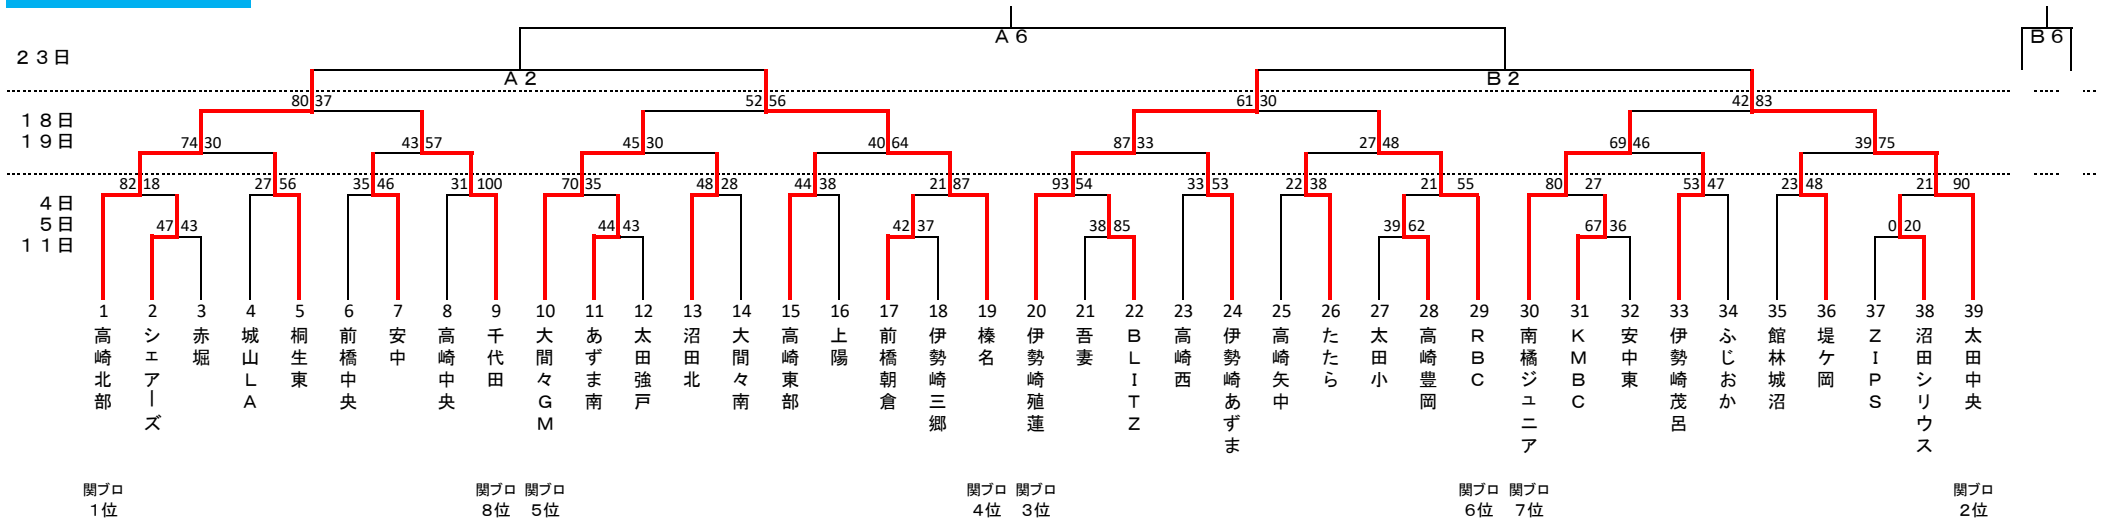 A6
B6
23日
A2
B2
80 37
52 56
61 30
42 83
18日
19日
74 30
43 57
45 30
40 64
87 33
27 48
69 46
39 75
82 18
27 56
35 46
31 100
70 35
48 28
44 38
21 87
93 54
33 53
22 38
21 55
80 27
53 47
23 48
21 90
4日
5日
11日
47 43
44 43
42 37
38 85
39 62
67 36
0 20
1 2 3 4 5 6 7 8 9 10 11 12 13 14 15 16 17 18 19 20 21 22 23 24 25 26 27 28 29 30 31 32 33 34 35 36 37 38 39
高崎北部
シェアーズ
赤堀
城山LA
桐生東
前橋中央
安中
高崎中央
千代田
大間々GM
あずま南
太田強戸
沼田北
大間々南
高崎東部
上陽
前橋朝倉
伊勢崎三郷
榛名
伊勢崎殖蓮
吾妻
BLITZ
高崎西
伊勢崎あずま
高崎矢中
たたら
太田小
高崎豊岡
RBC
南橘ジュニア
KMBC
安中東
伊勢崎茂呂
ふじおか
館林城沼
堤ケ岡
ZIPS
沼田シリウス
太田中央
関ブロ 関ブロ 関ブロ 関ブロ 関ブロ 関ブロ 関ブロ 関ブロ
1位 8位 5位 4位 3位 6位 7位 2位